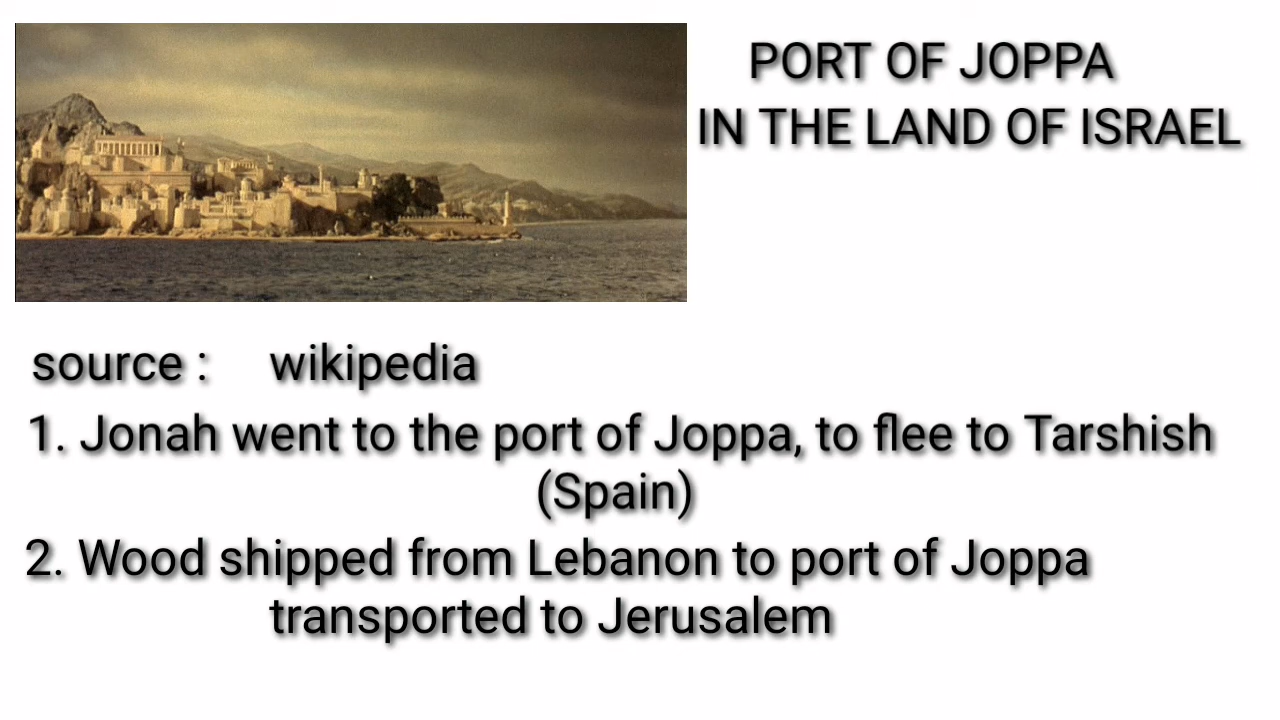 PORT OF JOPPA
IN THE LAND OF ISRAEL
source : wikipedia
1. Jonah went to the port of Joppa, to flee to Tarshish
(Spain)
2. Wood shipped from Lebanon to port of Joppa
transported to Jerusalem